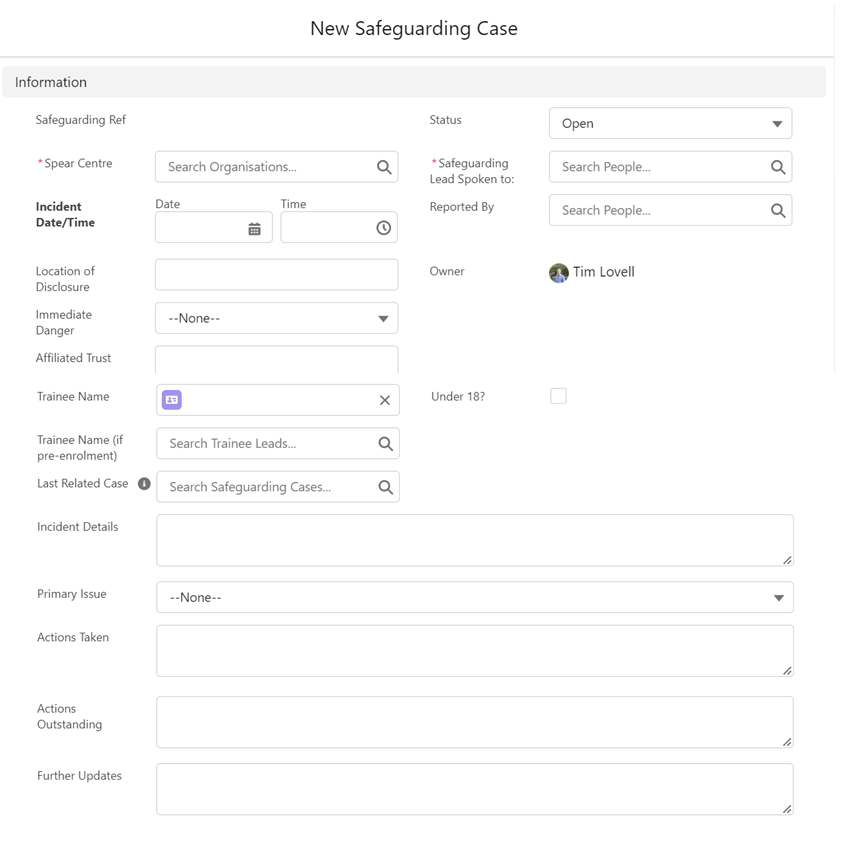 New Safeguarding Case
Information
Safeguarding Ref
Status
Open
*Spear Centre
Search Organisations...
*Safeguarding
Lead Spoken to:
Search People...
Incident
Date/Time
Date
Time
Reported By
Search People...
Location of
Disclosure
Owner
Tim Lovell
Immediate
Danger
--None--
Affiliated Trust
Trainee Name
Under 18?
Trainee Name (if
pre-enrolment)
Search Trainee Leads...
Last Related Case
Search Safeguarding Cases...
Incident Details
Primary Issue
--None--
Actions Taken
Actions
Outstanding
Further Updates